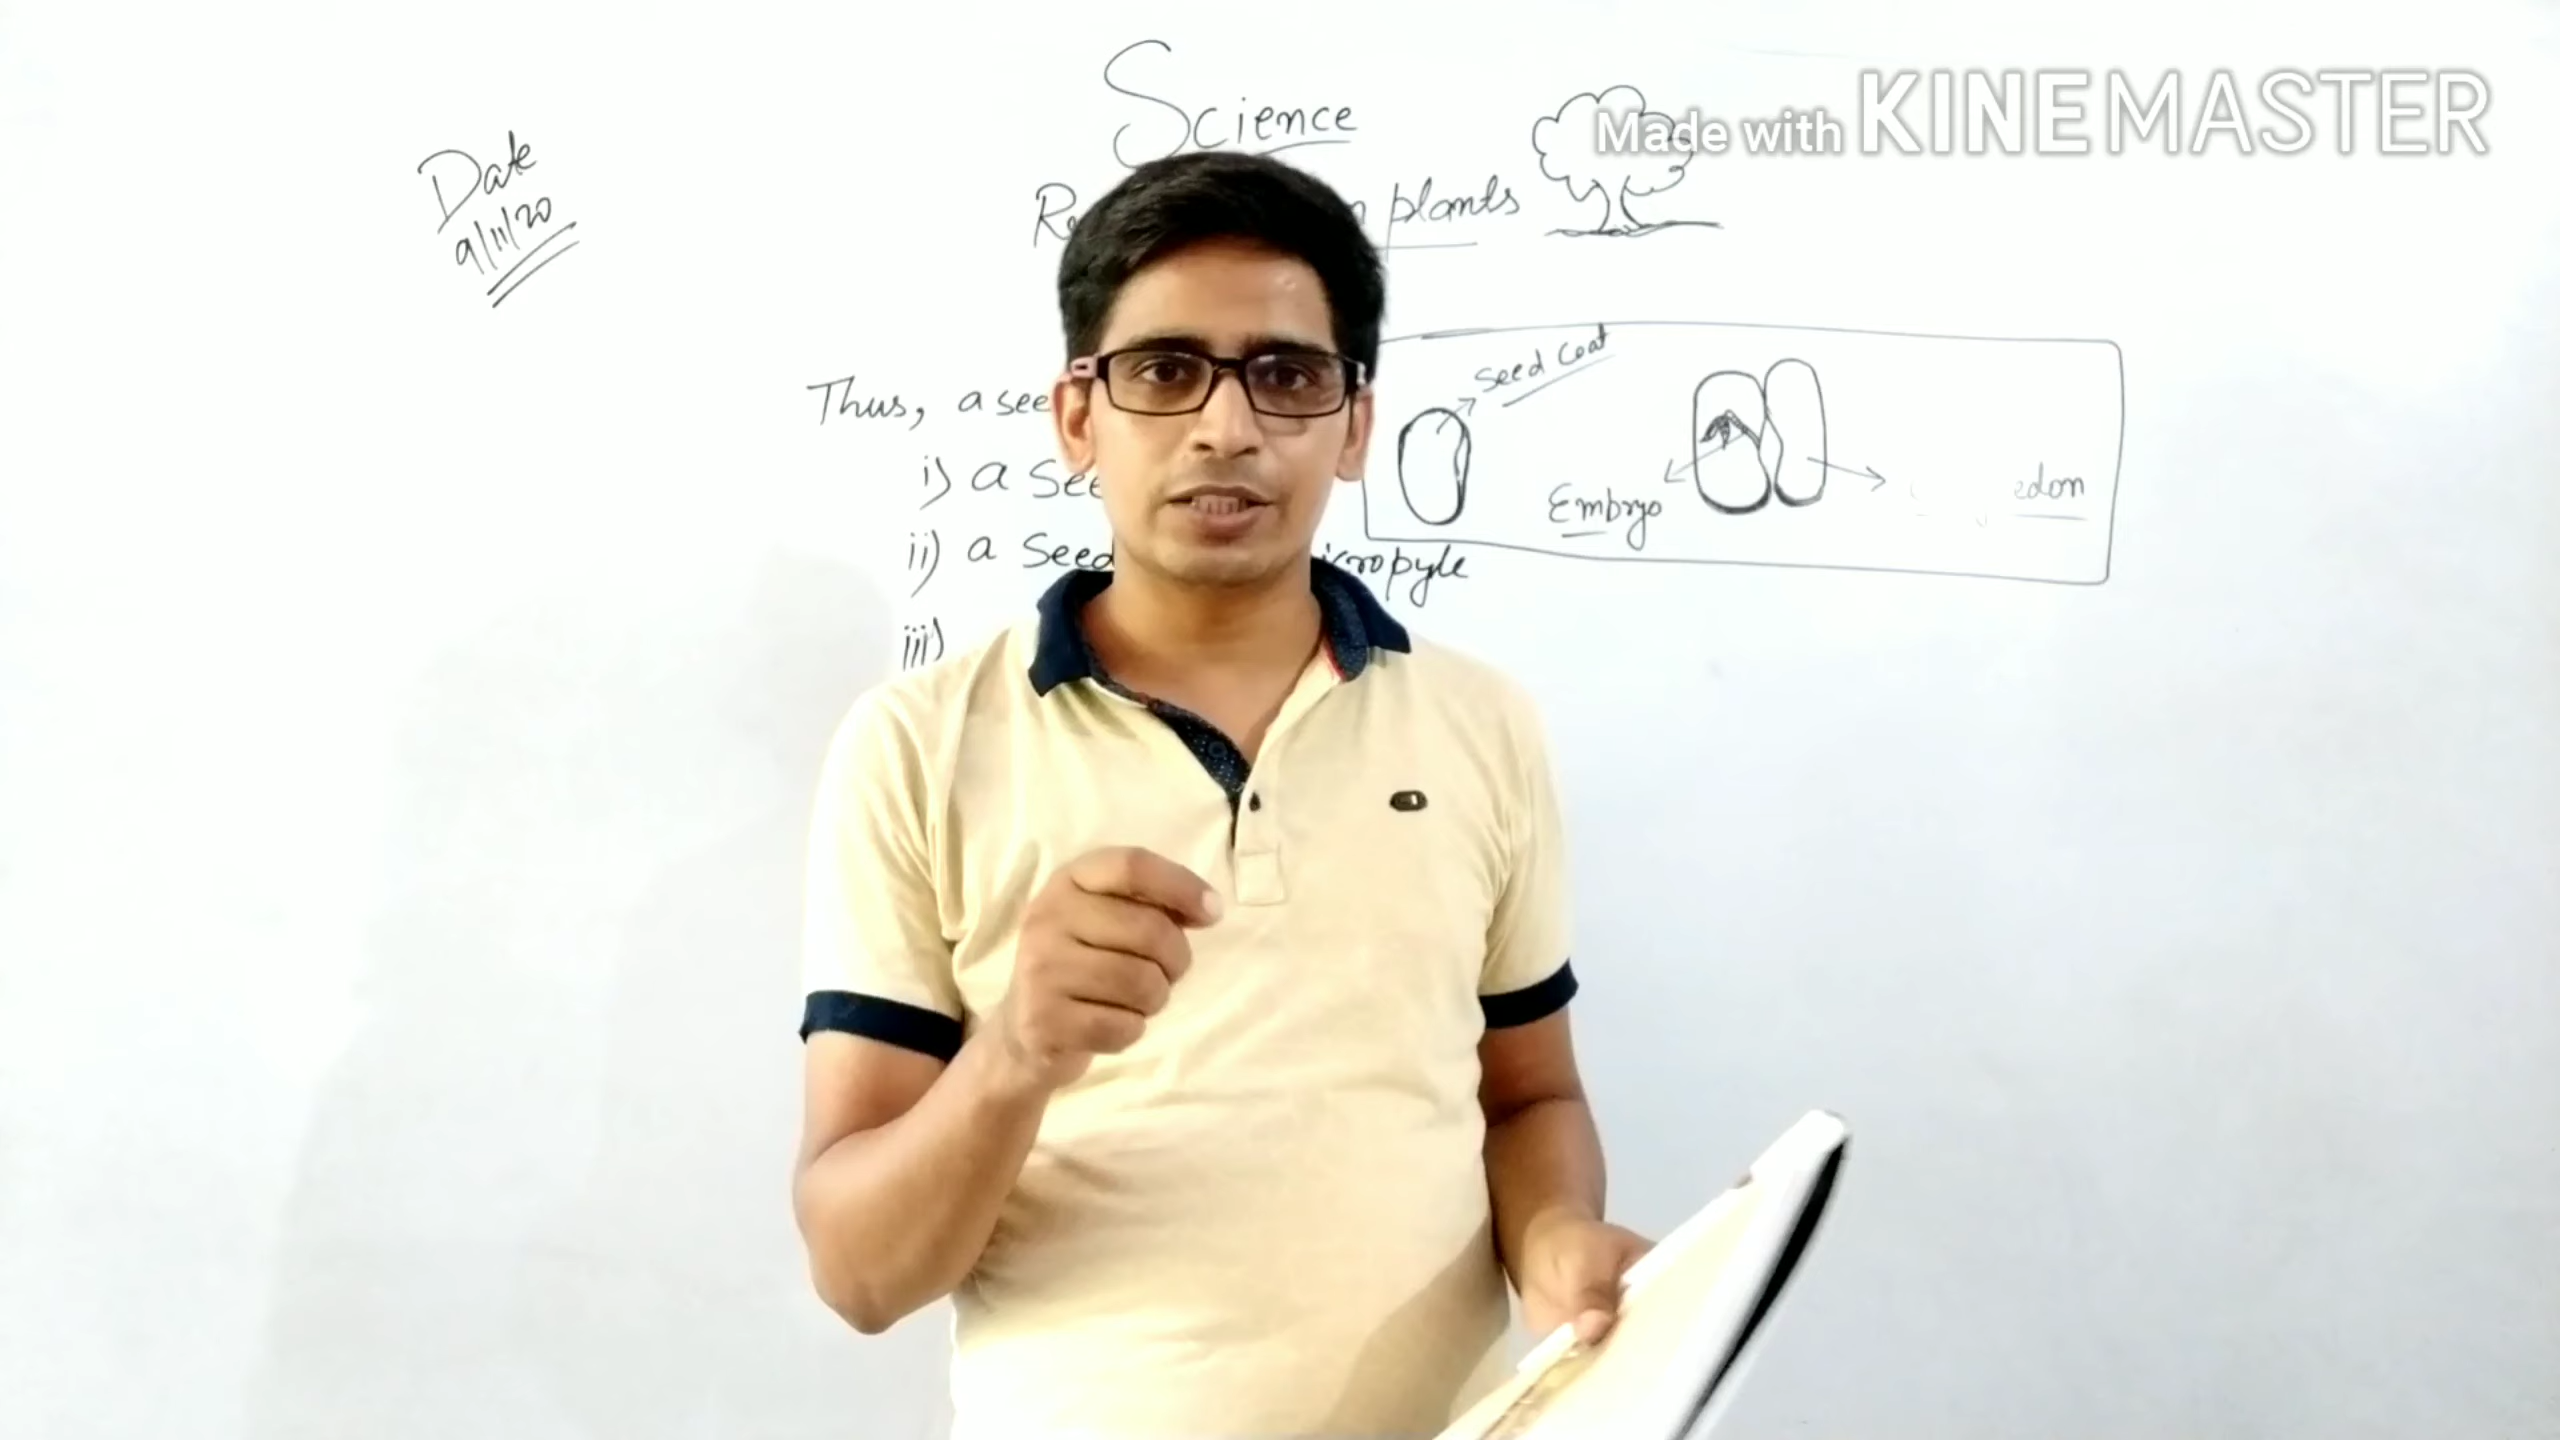 Made with KINEMASTER
Science
Date
9/11/20
plants
Thus, a see
seed coat
i) a See
Embryo
edon
ii) a Seed icropyle
iii)